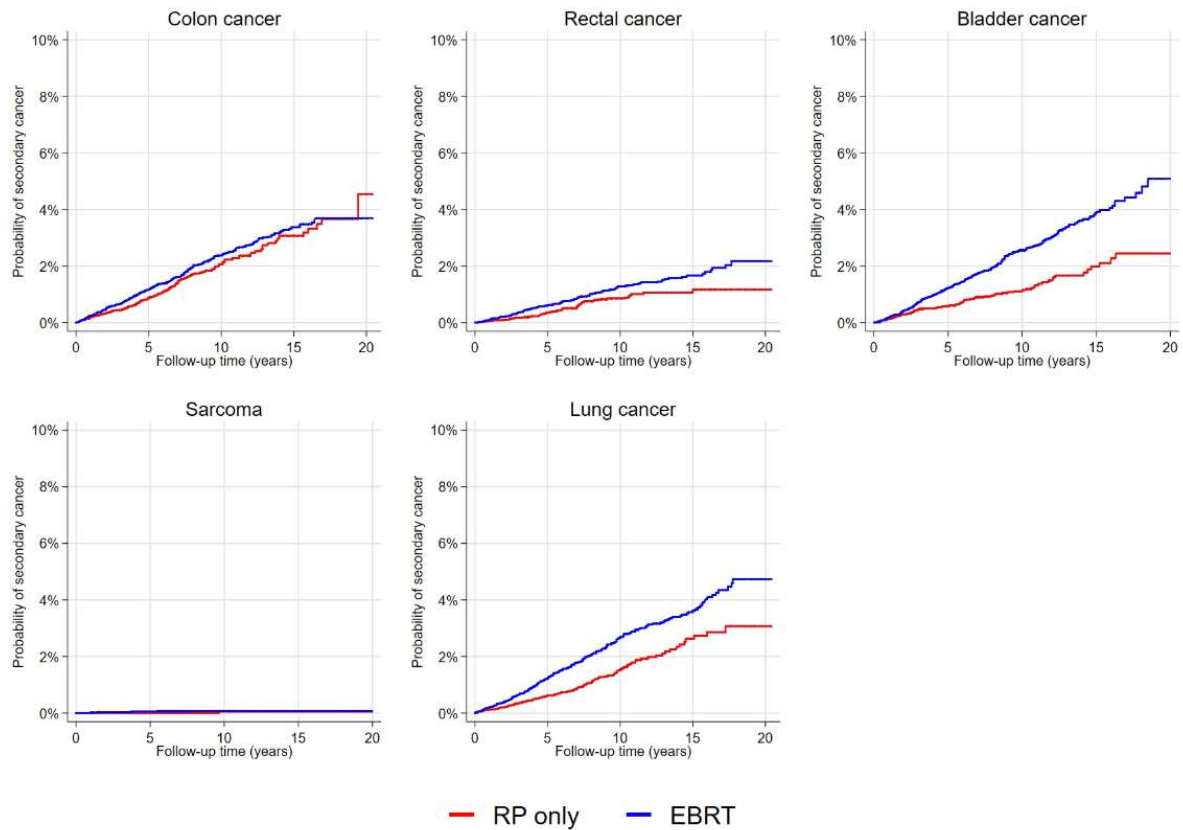 Colon cancer
Probability of secondary cancer
10%
8%
6%
4%
2%
0%
0 5 10 15 20
Follow-up time (years)
Rectal cancer
Probability of secondary cancer
10%
8%
6%
4%
2%
0%
0 5 10 15 20
Follow-up time (years)
Bladder cancer
Probability of secondary cancer
10%
8%
6%
4%
2%
0%
0 5 10 15 20
Follow-up time (years)
Sarcoma
Probability of secondary cancer
10%
8%
6%
4%
2%
0%
0 5 10 15 20
Follow-up time (years)
Lung cancer
Probability of secondary cancer
10%
8%
6%
4%
2%
0%
0 5 10 15 20
Follow-up time (years)
RP only EBRT